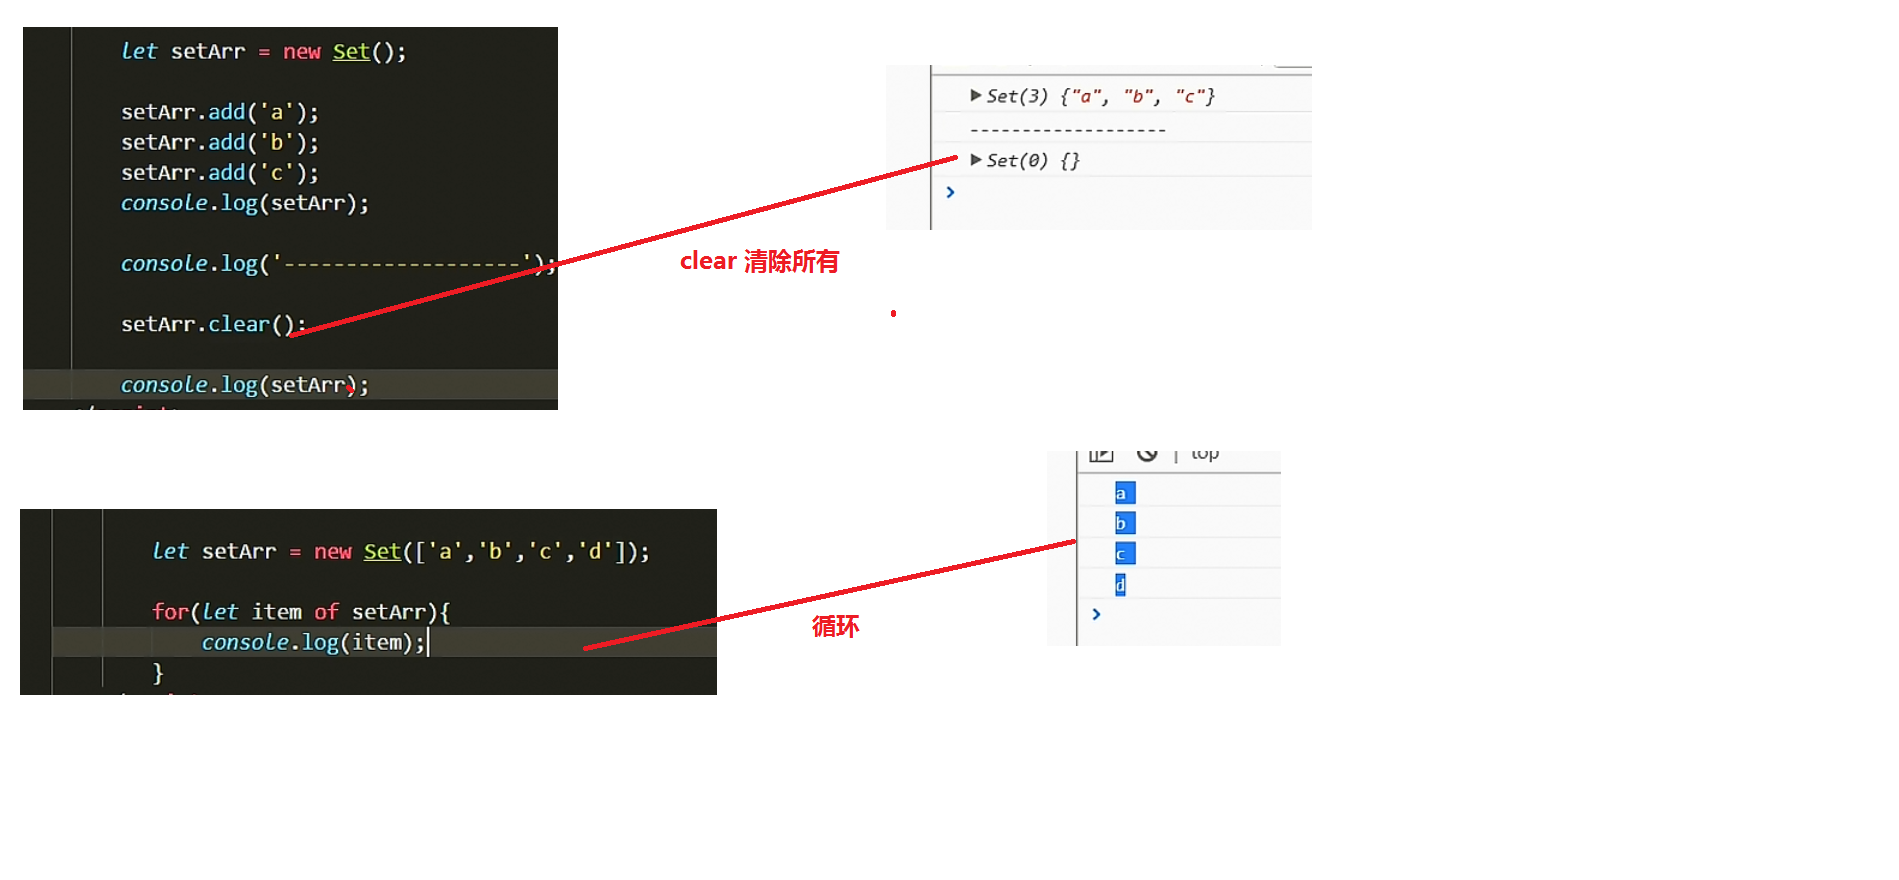 let setArr = new Set();
setArr.add('a');
setArr.add('b');
setArr.add('c');
console.log(setArr);
console.log('-------------------');
setArr.clear();
console.log(setArr);
Set(3) {"a", "b", "c"}
-------------------
Set(0) {}
clear 清除所有
let setArr = new Set(['a','b','c','d']);
for(let item of setArr){
console.log(item);
}
循环
top
a
b
c
d